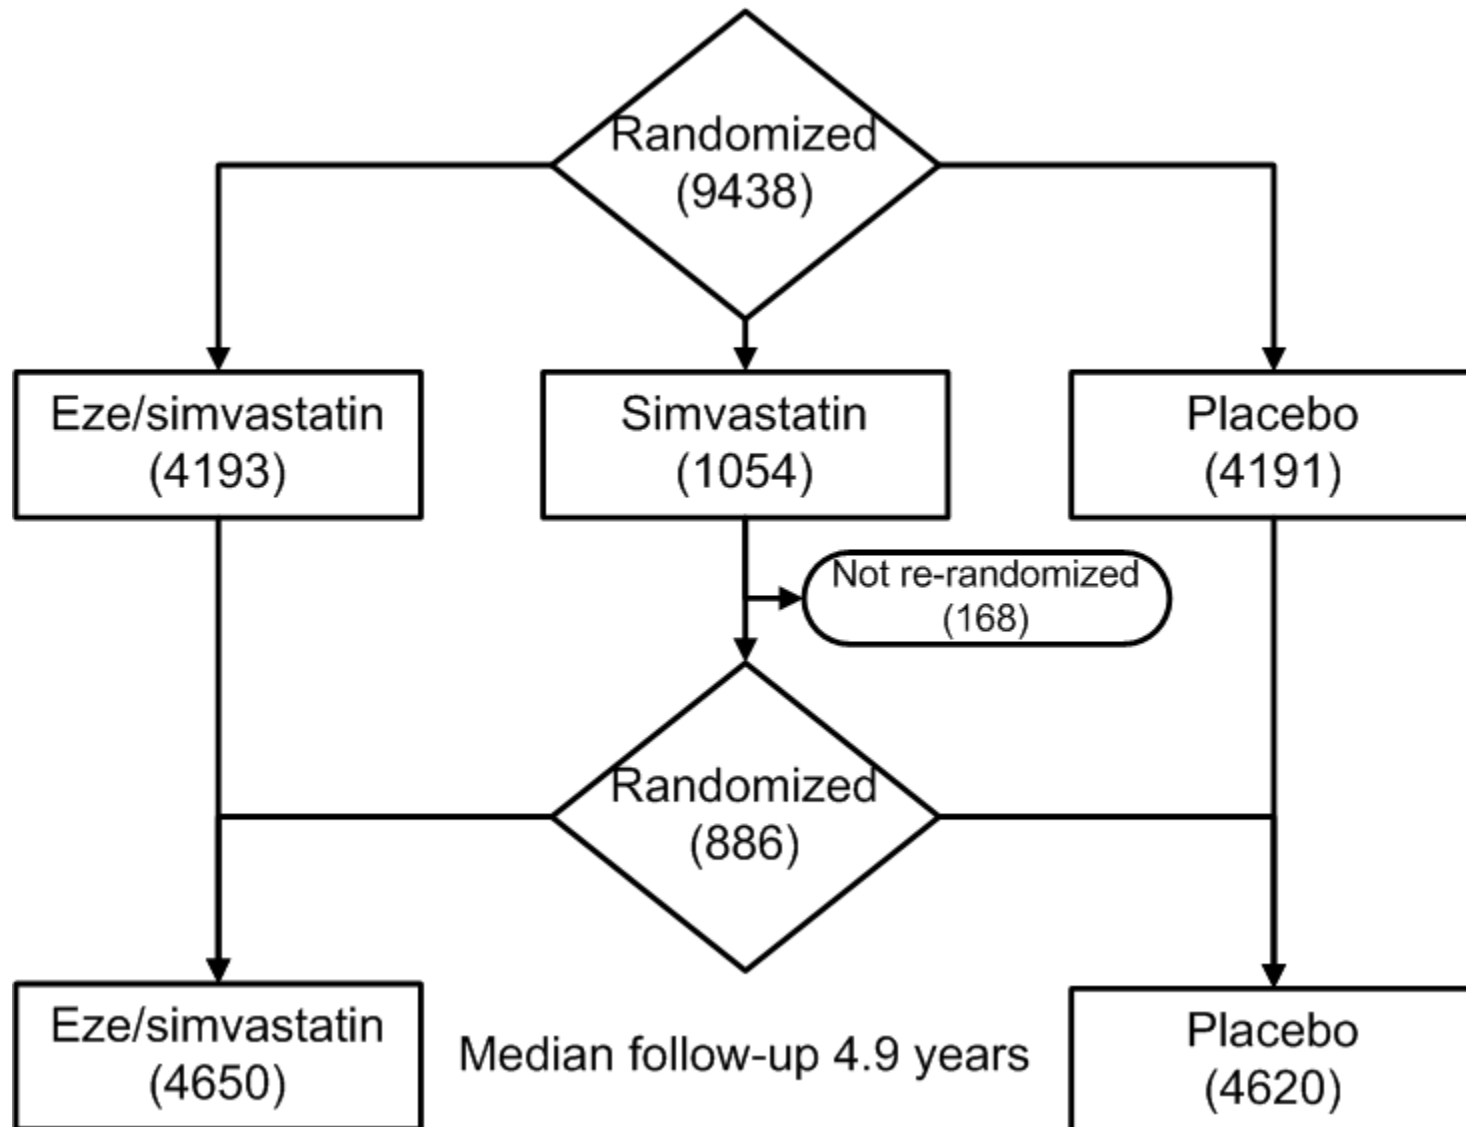 Randomized
(9438)
Eze/simvastatin
(4193)
Simvastatin
(1054)
Placebo
(4191)
Not re-randomized
(168)
Randomized
(886)
Eze/simvastatin
(4650)
Median follow-up 4.9 years
Placebo
(4620)